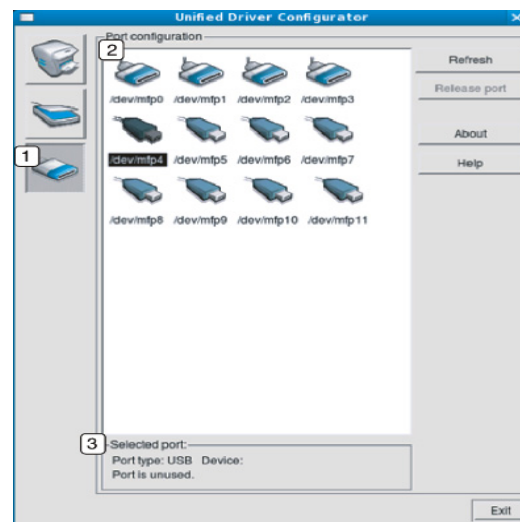 Unified Driver Configurator
Port configuration
2
/dev/mfp0 /dev/mfp1 /dev/mfp2 /dev/mfp3
1
/dev/mfp4 /dev/mfp5 /dev/mfp6 /dev/mfp7
/dev/mfp8 /dev/mfp9 /dev/mfp10 /dev/mfp11
Refresh
Release port
About
Help
3
Selected port:
Port type: USB Device:
Port is unused.
Exit